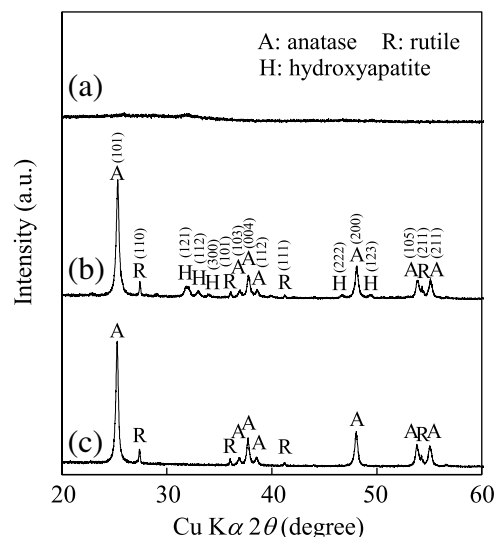 A: anatase R: rutile
H: hydroxyapatite
(a)
Intensity (a.u.)
(101) (110) (121) (112) (300) (101) (103) (004) (112) (111) (222) (200) (123) (105) (211) (211)
A R H H H R A A A R H A H A R A
(b)
A R R A A A R A A R A
(c)
20 30 40 50 60
Cu Kα 2θ (degree)